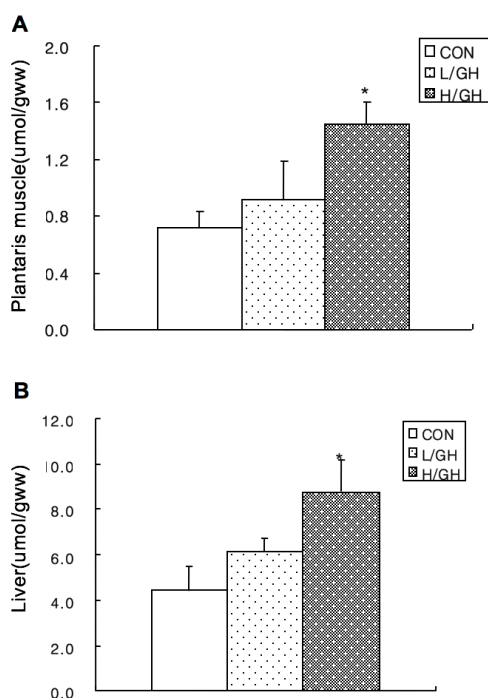 A
Plantaris muscle(umol/gww)
2.0
1.6
1.2
0.8
0.4
0.0
*
CON
L/GH
H/GH
B
Liver(umol/gww)
12.0
10.0
8.0
6.0
4.0
2.0
0.0
*
CON
L/GH
H/GH